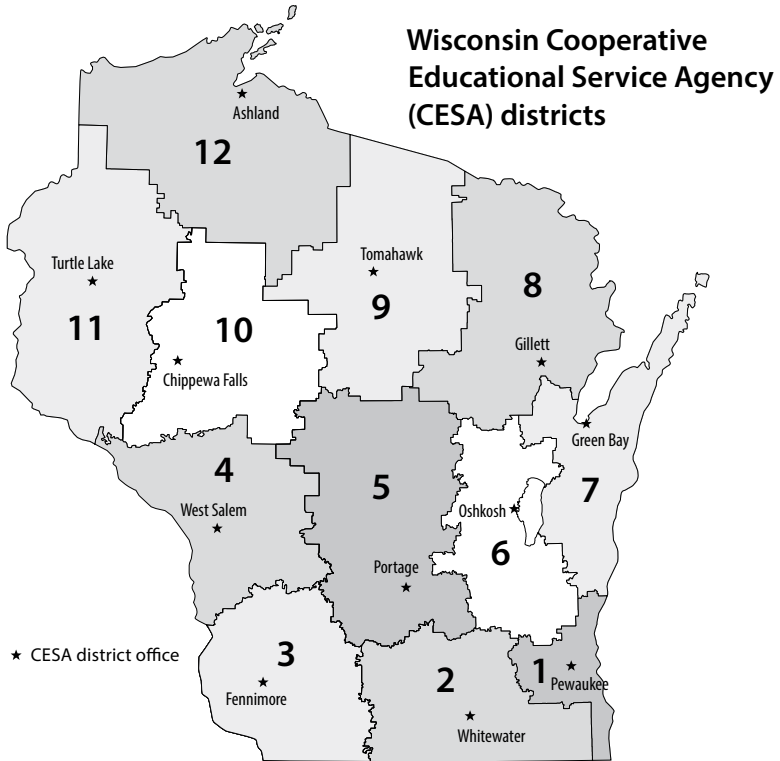 Wisconsin Cooperative
Educational Service Agency
(CESA) districts
Ashland
12
Turtle Lake
Tomahawk
8
9
11
10
Gillett
Chippewa Falls
Green Bay
4
5
7
West Salem
Oshkosh
6
Portage
★ CESA district office
3
1
Pewaukee
2
Fennimore
Whitewater